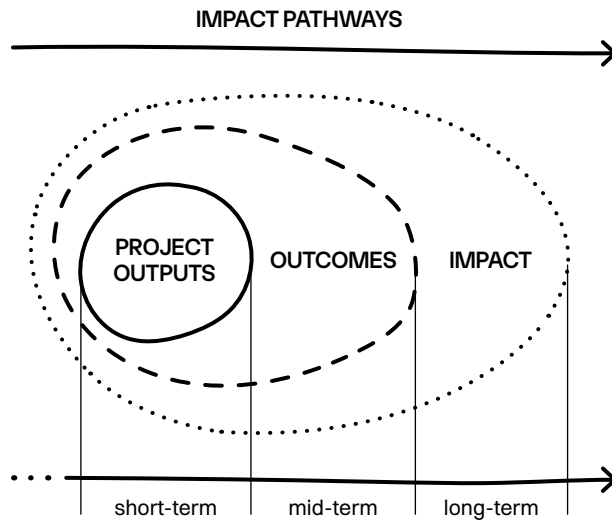 IMPACT PATHWAYS
PROJECT
OUTPUTS
OUTCOMES
IMPACT
short-term
mid-term
long-term